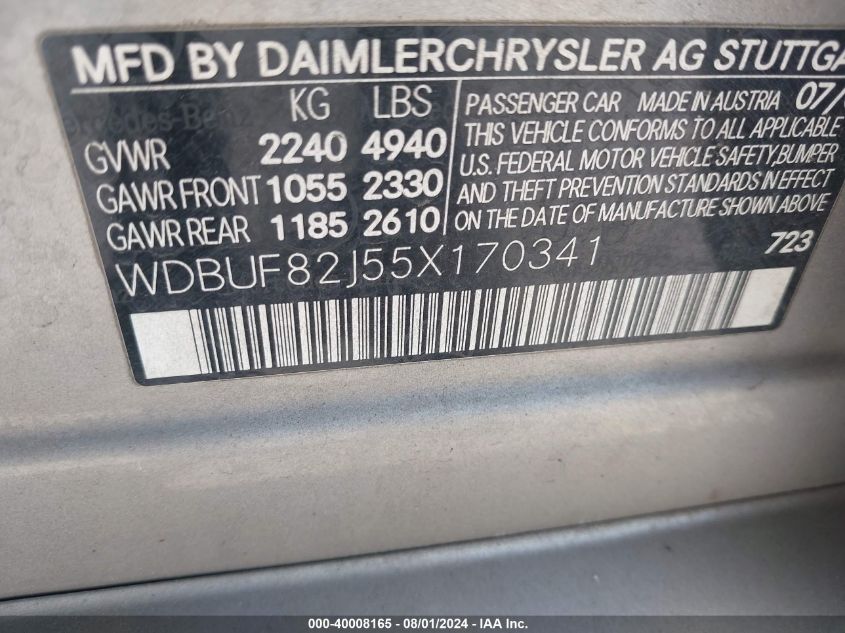 MFD BY DAIMLERCHRYSLER AG STUTTGA
KG LBS
GVWR 2240 4940
GAWR FRONT 1055 2330
GAWR REAR 1185 2610
PASSENGER CAR MADE IN AUSTRIA 07/
THIS VEHICLE CONFORMS TO ALL APPLICABLE
U.S. FEDERAL MOTOR VEHICLE SAFETY,BUMPER
AND THEFT PREVENTION STANDARDS IN EFFECT
ON THE DATE OF MANUFACTURE SHOWN ABOVE
WDBUF82J55X170341
723
000-40008165 - 08/01/2024 - IAA Inc.